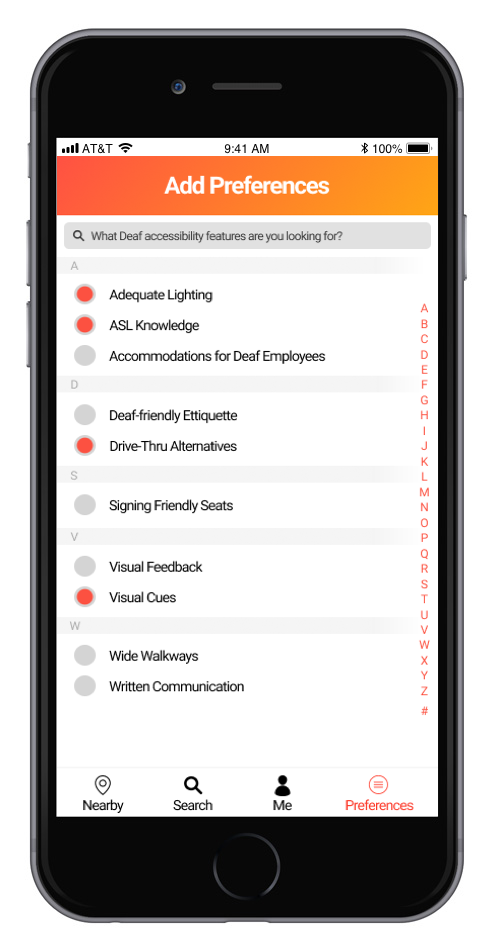 AT&T 9:41 AM 100%
Add Preferences
What Deaf accessibility features are you looking for?
A
Adequate Lighting
ASL Knowledge
Accommodations for Deaf Employees
D
Deaf-friendly Ettiquette
Drive-Thru Alternatives
S
Signing Friendly Seats
V
Visual Feedback
Visual Cues
W
Wide Walkways
Written Communication
A
B
C
D
E
F
G
H
I
J
K
L
M
N
O
P
Q
R
S
T
U
V
W
X
Y
Z
#
Nearby Search Me Preferences